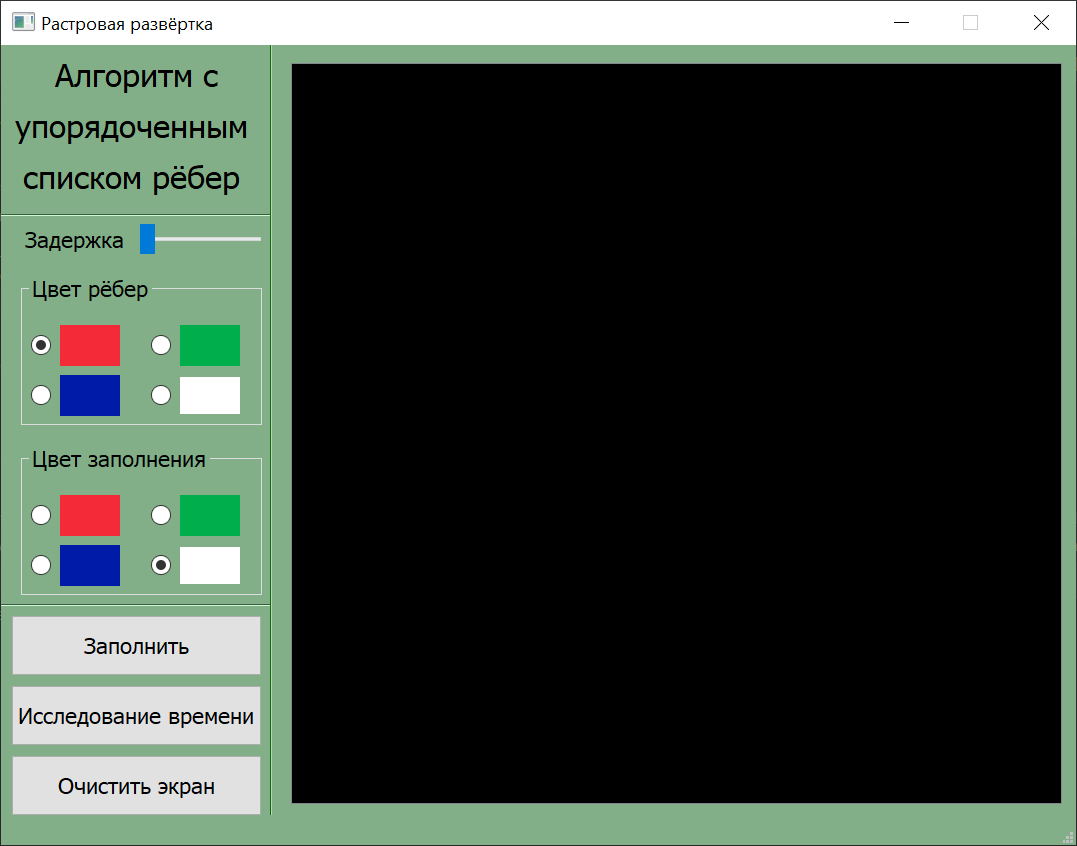 Растровая развёртка
Алгоритм с
упорядоченным
списком рёбер
Задержка
Цвет рёбер
Цвет заполнения
Заполнить
Исследование времени
Очистить экран